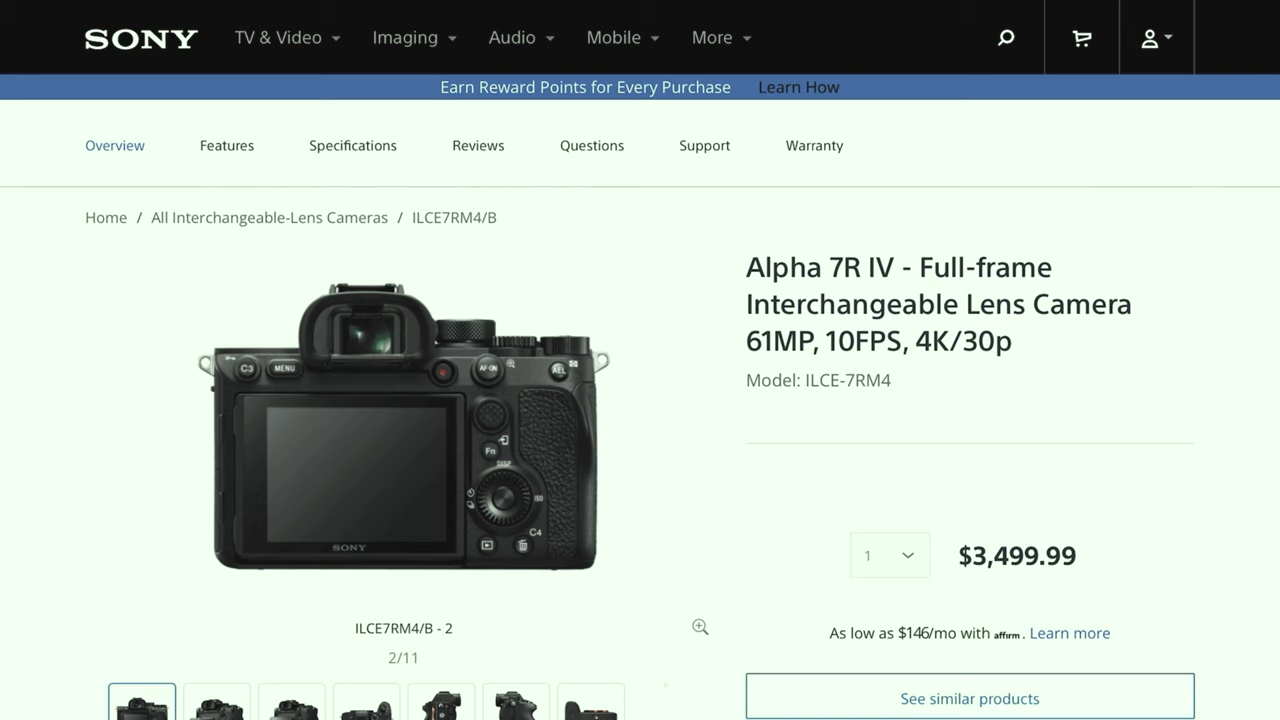 SONY TV & Video Imaging Audio Mobile More
Earn Reward Points for Every Purchase Learn How
Overview Features Specifications Reviews Questions Support Warranty
Home / All Interchangeable-Lens Cameras / ILCE7RM4/B
Alpha 7R IV - Full-frame
Interchangeable Lens Camera
61MP, 10FPS, 4K/30p
Model: ILCE-7RM4
C3 MENU AF-ON AEL
Fn
DISP
ISO
C4
SONY
1 $3,499.99
ILCE7RM4/B - 2
2/11
As low as $146/mo with affirm. Learn more
See similar products